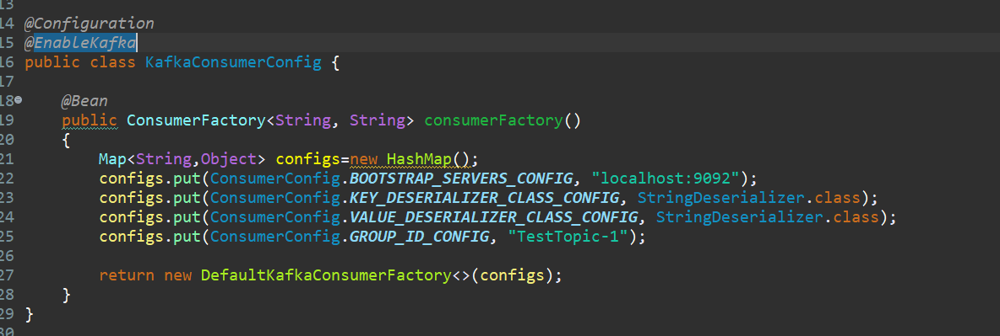 13
14 @Configuration
15 @EnableKafka
16 public class KafkaConsumerConfig {
17
18 @Bean
19 public ConsumerFactory<String, String> consumerFactory()
20 {
21 Map<String,Object> configs=new HashMap();
22 configs.put(ConsumerConfig.BOOTSTRAP_SERVERS_CONFIG, "localhost:9092");
23 configs.put(ConsumerConfig.KEY_DESERIALIZER_CLASS_CONFIG, StringDeserializer.class);
24 configs.put(ConsumerConfig.VALUE_DESERIALIZER_CLASS_CONFIG, StringDeserializer.class);
25 configs.put(ConsumerConfig.GROUP_ID_CONFIG, "TestTopic-1");
26
27 return new DefaultKafkaConsumerFactory<>(configs);
28 }
29 }
30